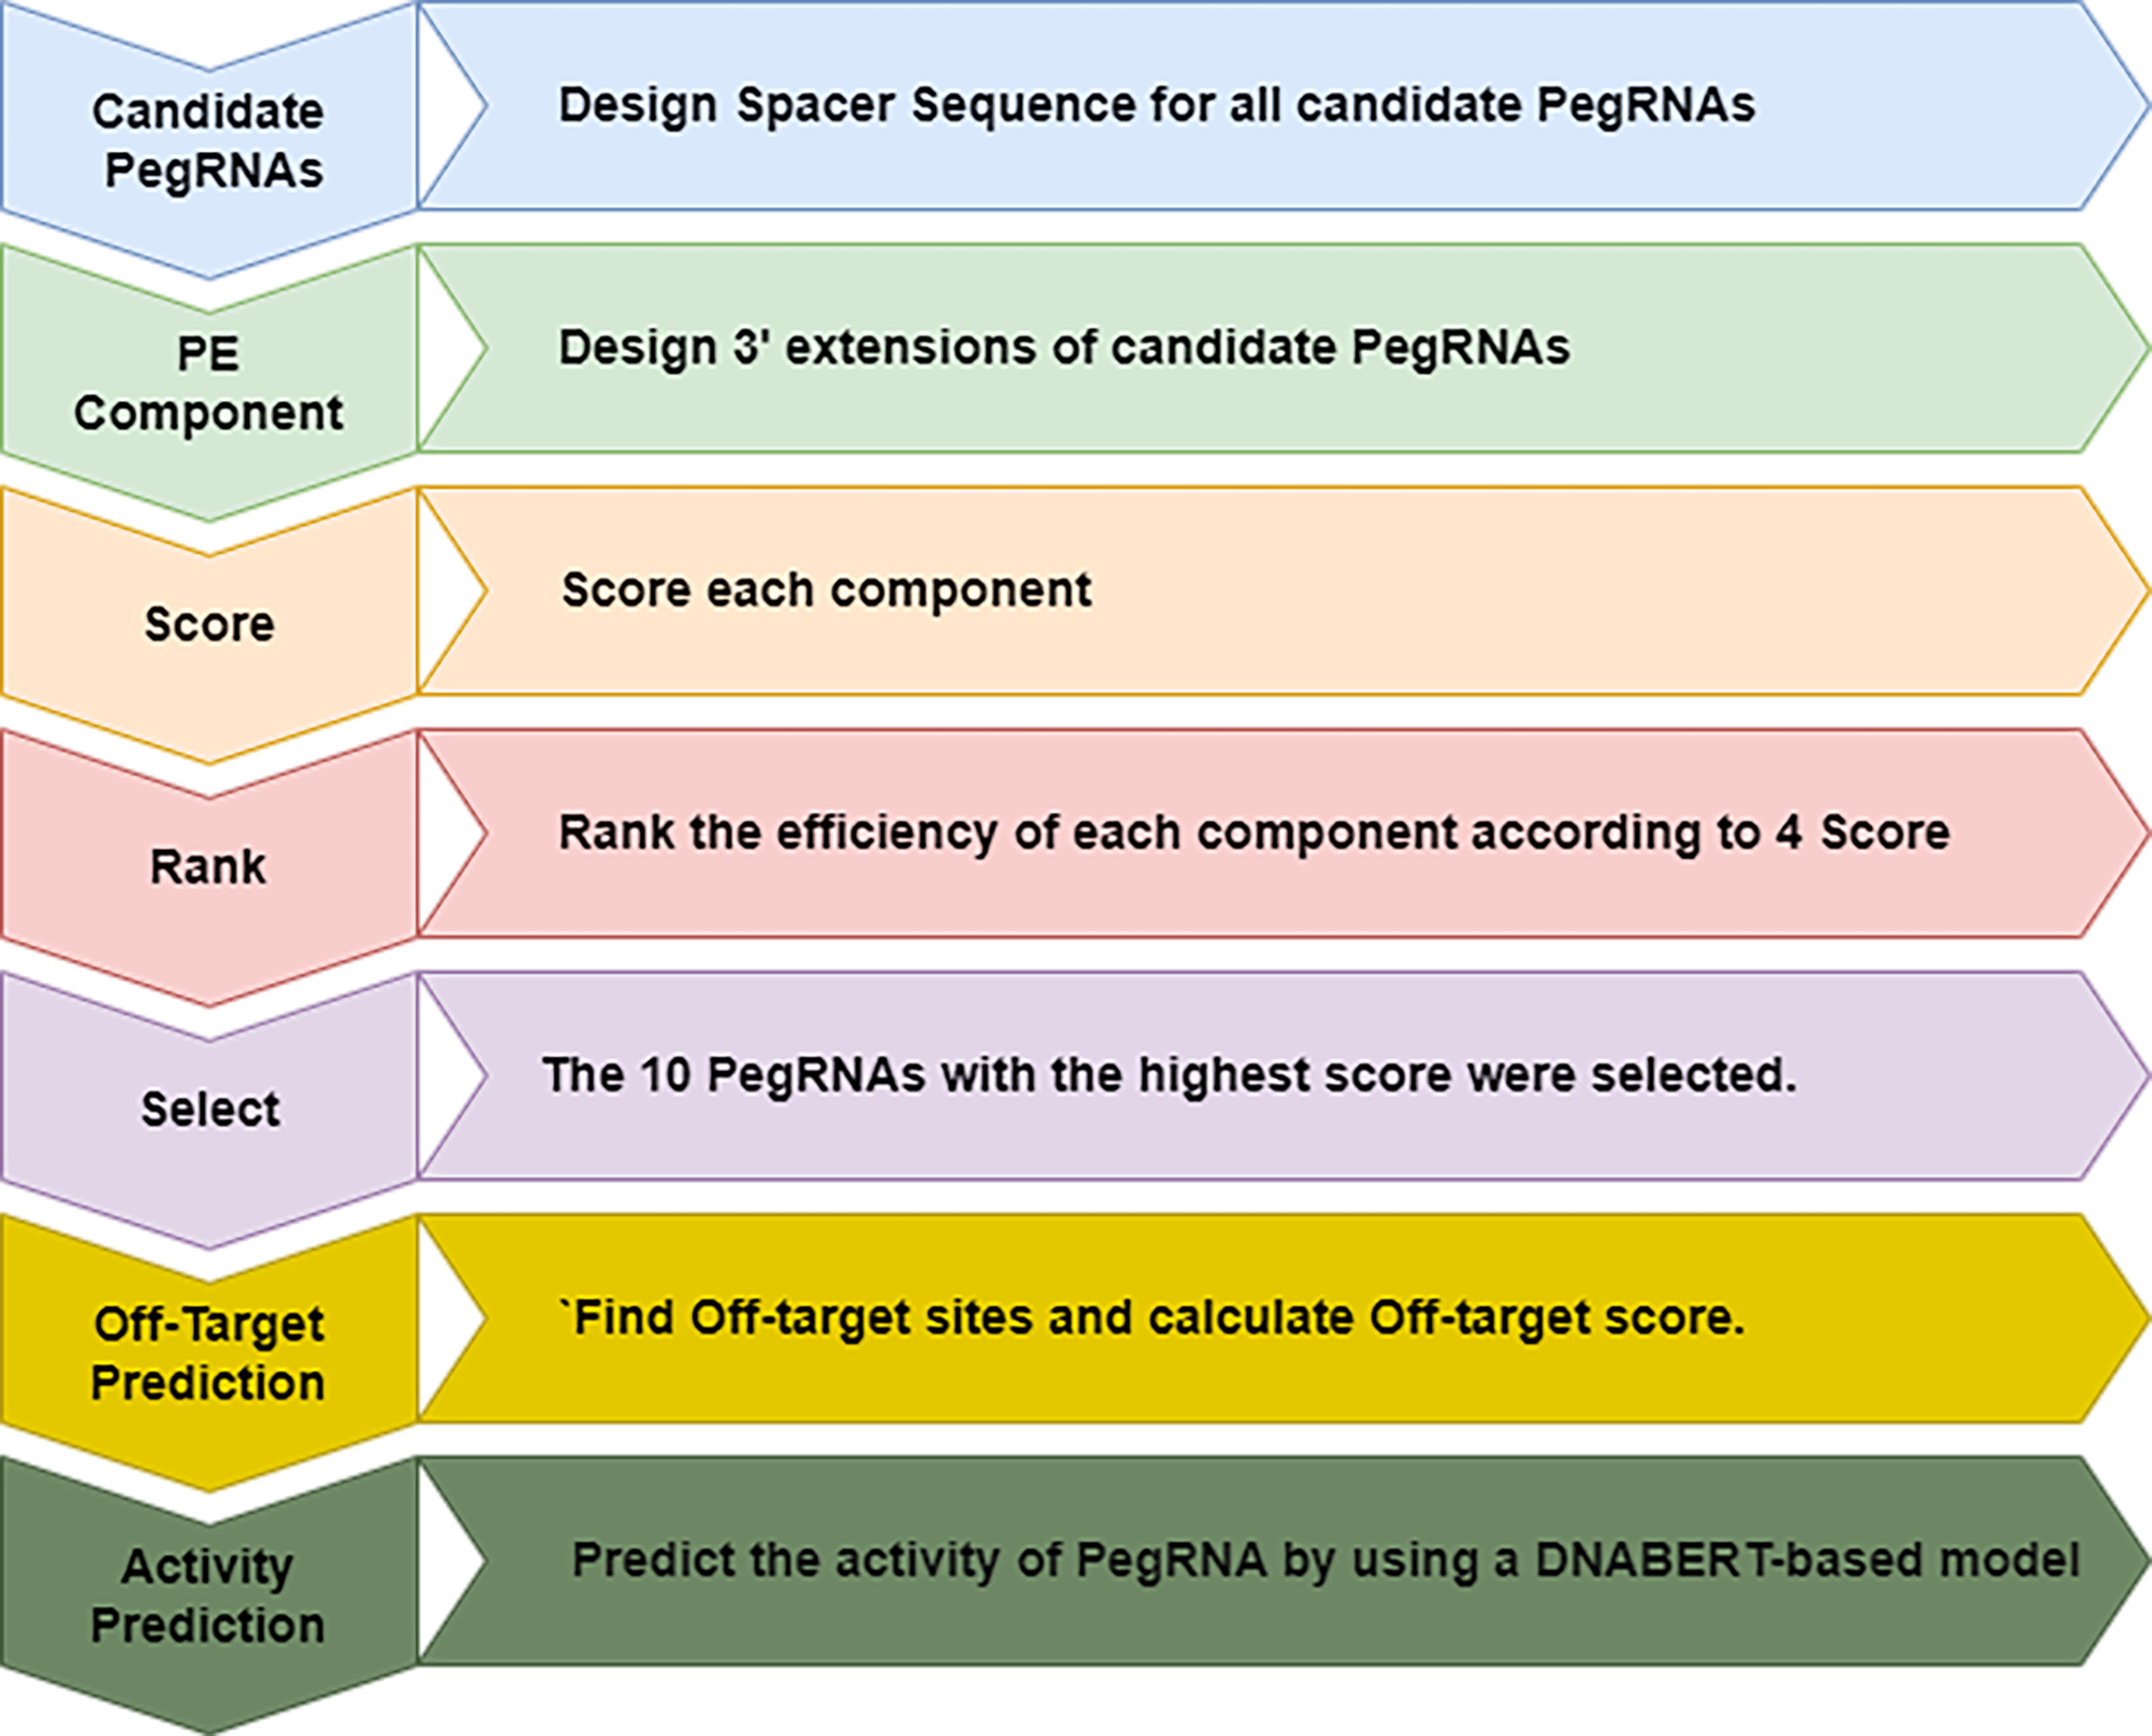 Candidate
PegRNAs
Design Spacer Sequence for all candidate PegRNAs
PE
Component
Design 3' extensions of candidate PegRNAs
Score
Score each component
Rank
Rank the efficiency of each component according to 4 Score
Select
The 10 PegRNAs with the highest score were selected.
Off-Target
Prediction
`Find Off-target sites and calculate Off-target score.
Activity
Prediction
Predict the activity of PegRNA by using a DNABERT-based model